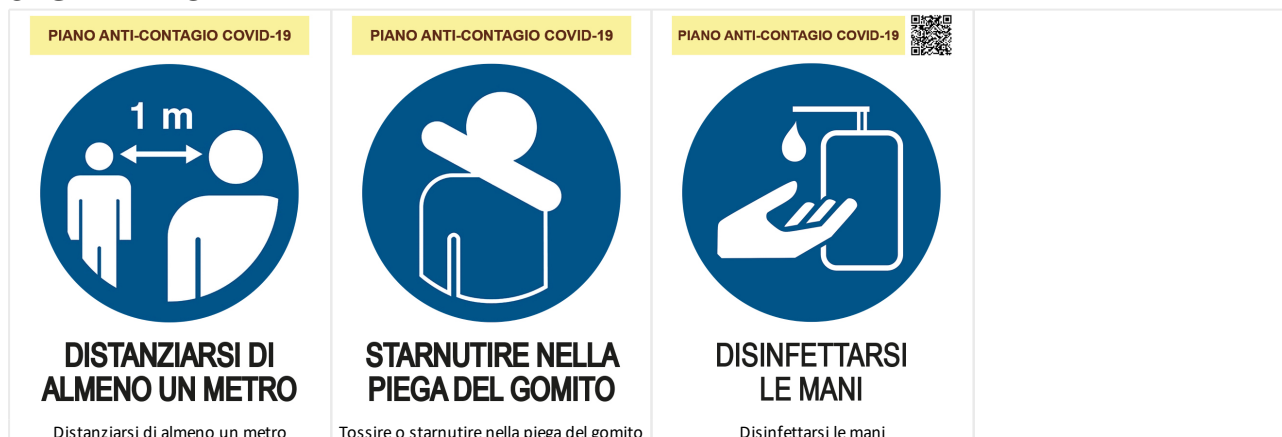 PIANO ANTI-CONTAGIO COVID-19
1 m
DISTANZIARSI DI
ALMENO UN METRO
Distanziarsi di almeno un metro
PIANO ANTI-CONTAGIO COVID-19
STARNUTIRE NELLA
PIEGA DEL GOMITO
Tossire o starnutire nella piega del gomito
PIANO ANTI-CONTAGIO COVID-19
DISINFETTARSI
LE MANI
Disinfettarsi le mani